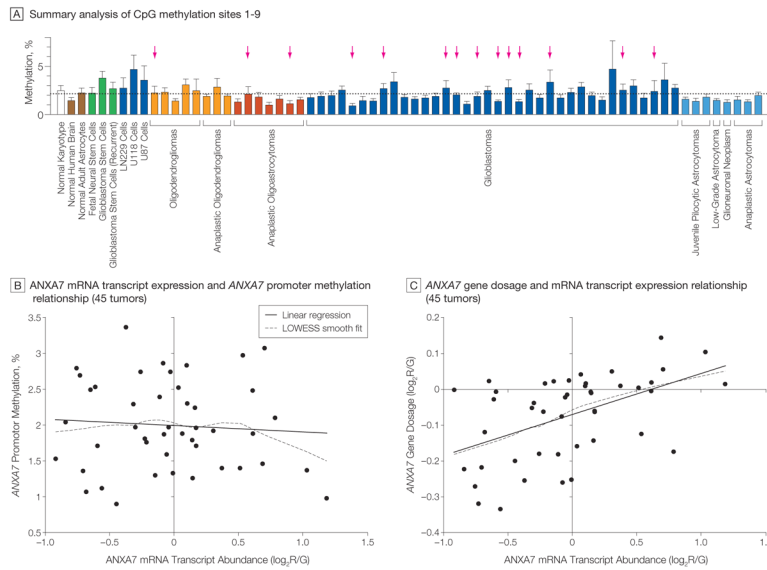 A Summary analysis of CpG methylation sites 1-9
Methylation, %
5
0
Normal Karyotype
Normal Human Brain
Normal Adult Astrocytes
Fetal Neural Stem Cells
Glioblastoma Stem Cells
Glioblastoma Stem Cells (Recurrent)
LN229 Cells
U118 Cells
U87 Cells
Oligodendrogliomas
Anaplastic Oligodendrogliomas
Anaplastic Oligoastrocytomas
Glioblastomas
Juvenile Pilocytic Astrocytomas
Low-Grade Astrocytoma
Glioneuronal Neoplasm
Anaplastic Astrocytomas
B ANXA7 mRNA transcript expression and ANXA7 promoter methylation
relationship (45 tumors)
Linear regression
LOWESS smooth fit
ANXA7 Promotor Methylation, %
3.5
3
2.5
2
1.5
1
0.5
−1.0 −0.5 0 0.5 1.0 1.5
ANXA7 mRNA Transcript Abundance (log2R/G)
C ANXA7 gene dosage and mRNA transcript expression relationship
(45 tumors)
ANXA7 Gene Dosage (log2R/G)
0.2
0.1
0
−0.1
−0.2
−0.3
−0.4
−1.0 −0.5 0 0.5 1.0 1.5
ANXA7 mRNA Transcript Abundance (log2R/G)